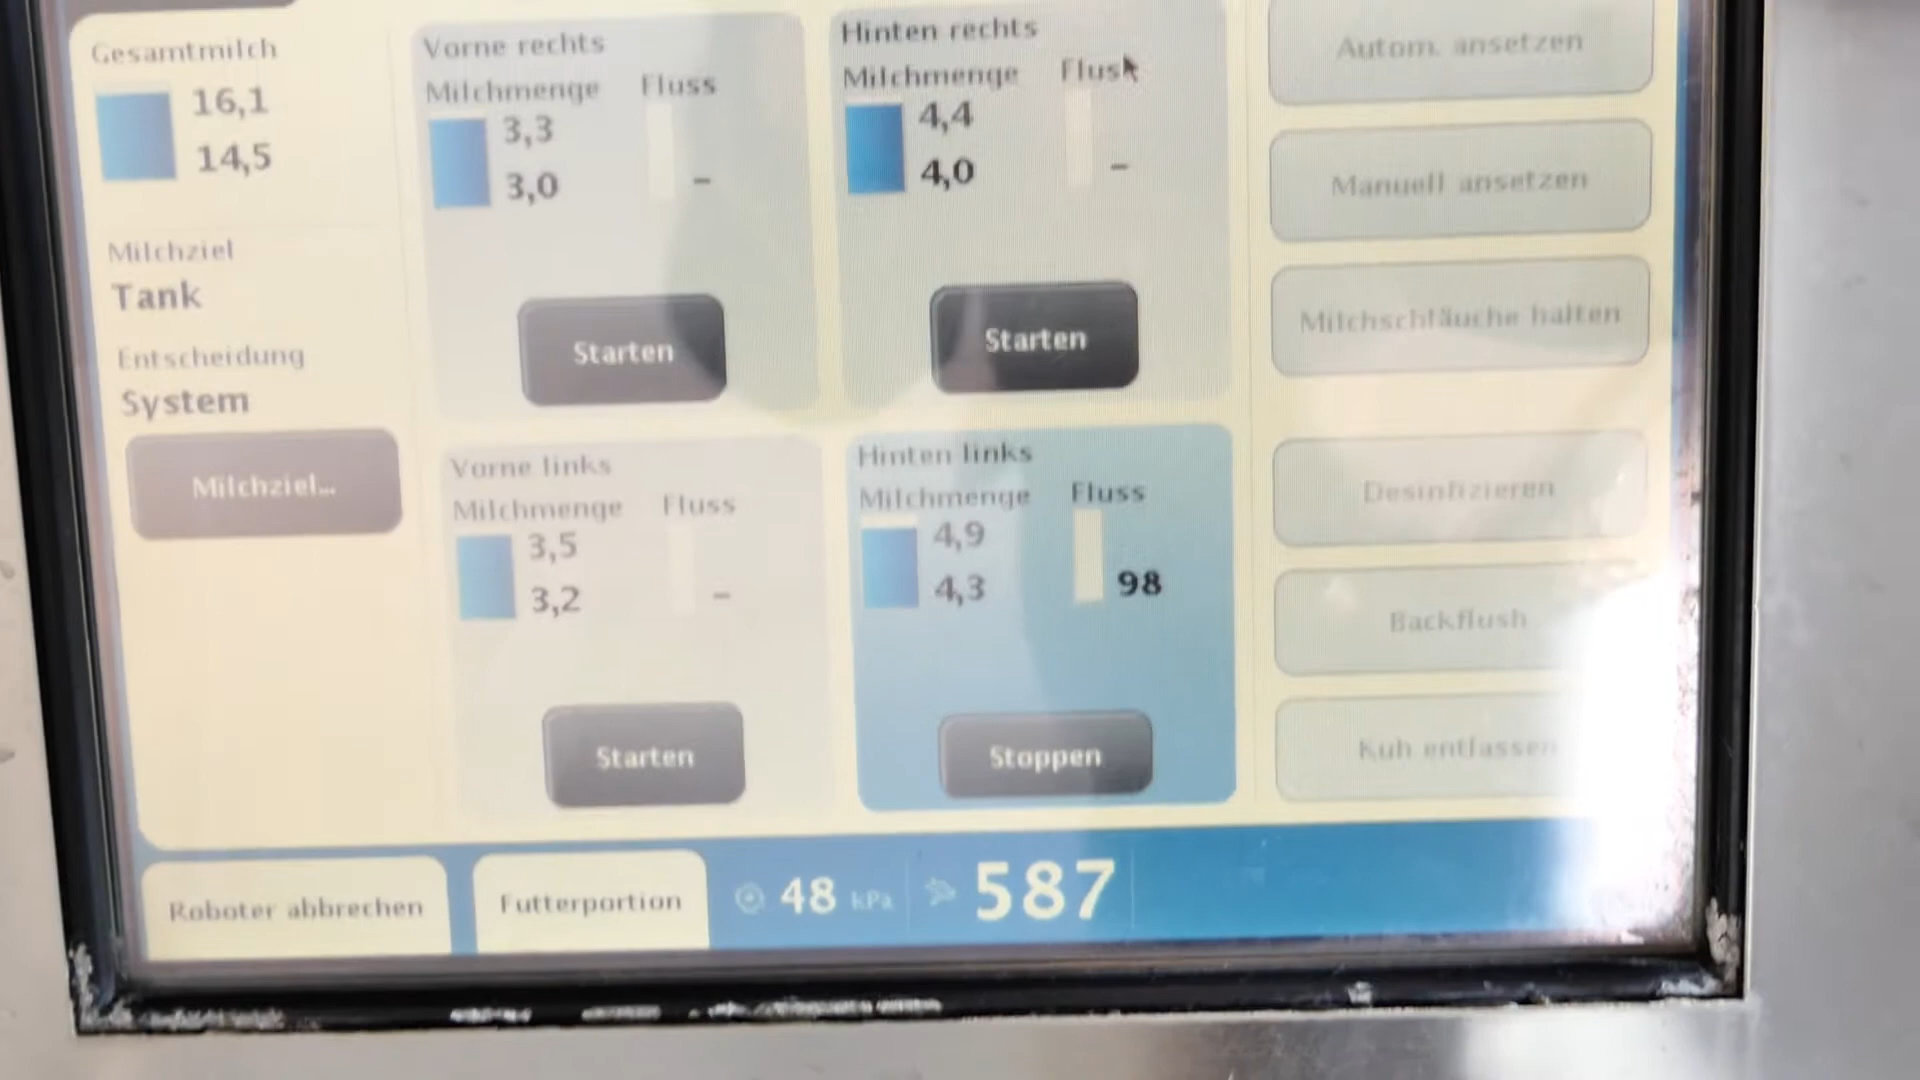 Gesamtmilch
16,1
14,5
Milchziel
Tank
Entscheidung
System
Milchziel...
Vorne rechts
Milchmenge Fluss
3,3
3,0 –
Starten
Hinten rechts
Milchmenge Fluss
4,4
4,0 –
Starten
Vorne links
Milchmenge Fluss
3,5
3,2 –
Starten
Hinten links
Milchmenge Fluss
4,9
4,3 98
Stoppen
Autom. ansetzen
Manuell ansetzen
Milchschläuche halten
Desinfizieren
Backflush
Kuh entlassen
Roboter abbrechen
Futterportion
48 kPa
587